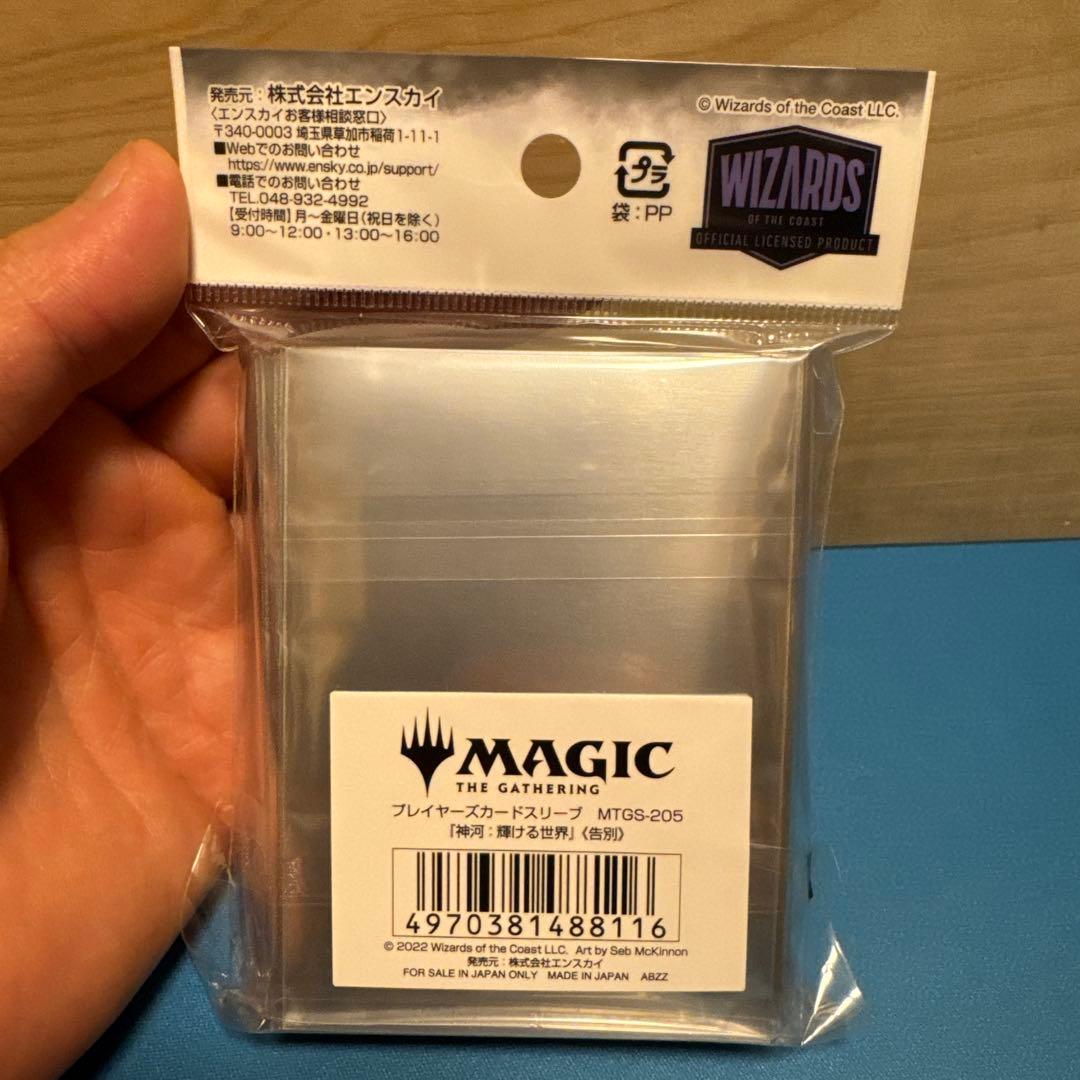 発売元：株式会社エンスカイ
〈エンスカイお客様相談窓口〉
〒340-0003 埼玉県草加市稲荷1-11-1
■Webでのお問い合わせ
https://www.ensky.co.jp/support/
■電話でのお問い合わせ
TEL.048-932-4992
【受付時間】月～金曜日(祝日を除く)
9:00～12:00・13:00～16:00
プラ
袋：PP
© Wizards of the Coast LLC.
WIZARDS
OF THE COAST
OFFICIAL LICENSED PRODUCT
MAGIC
THE GATHERING
プレイヤーズカードスリーブ MTGS-205
『神河：輝ける世界』〈告別〉
4970381488116
© 2022 Wizards of the Coast LLC. Art by Seb McKinnon
発売元：株式会社エンスカイ
FOR SALE IN JAPAN ONLY MADE IN JAPAN ABZZ